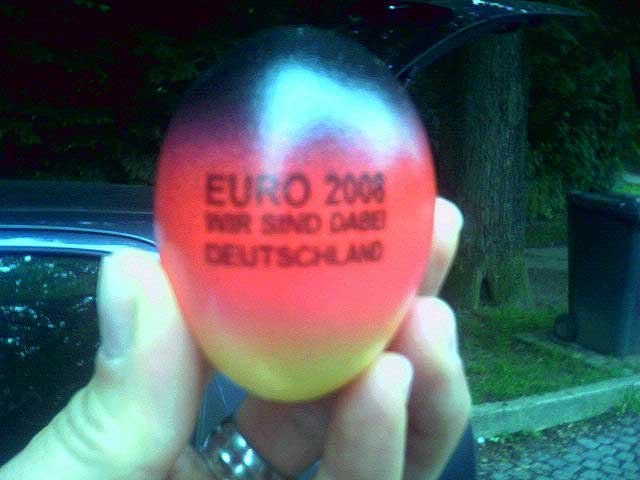 EURO 2008
WIR SIND DABEI
DEUTSCHLAND